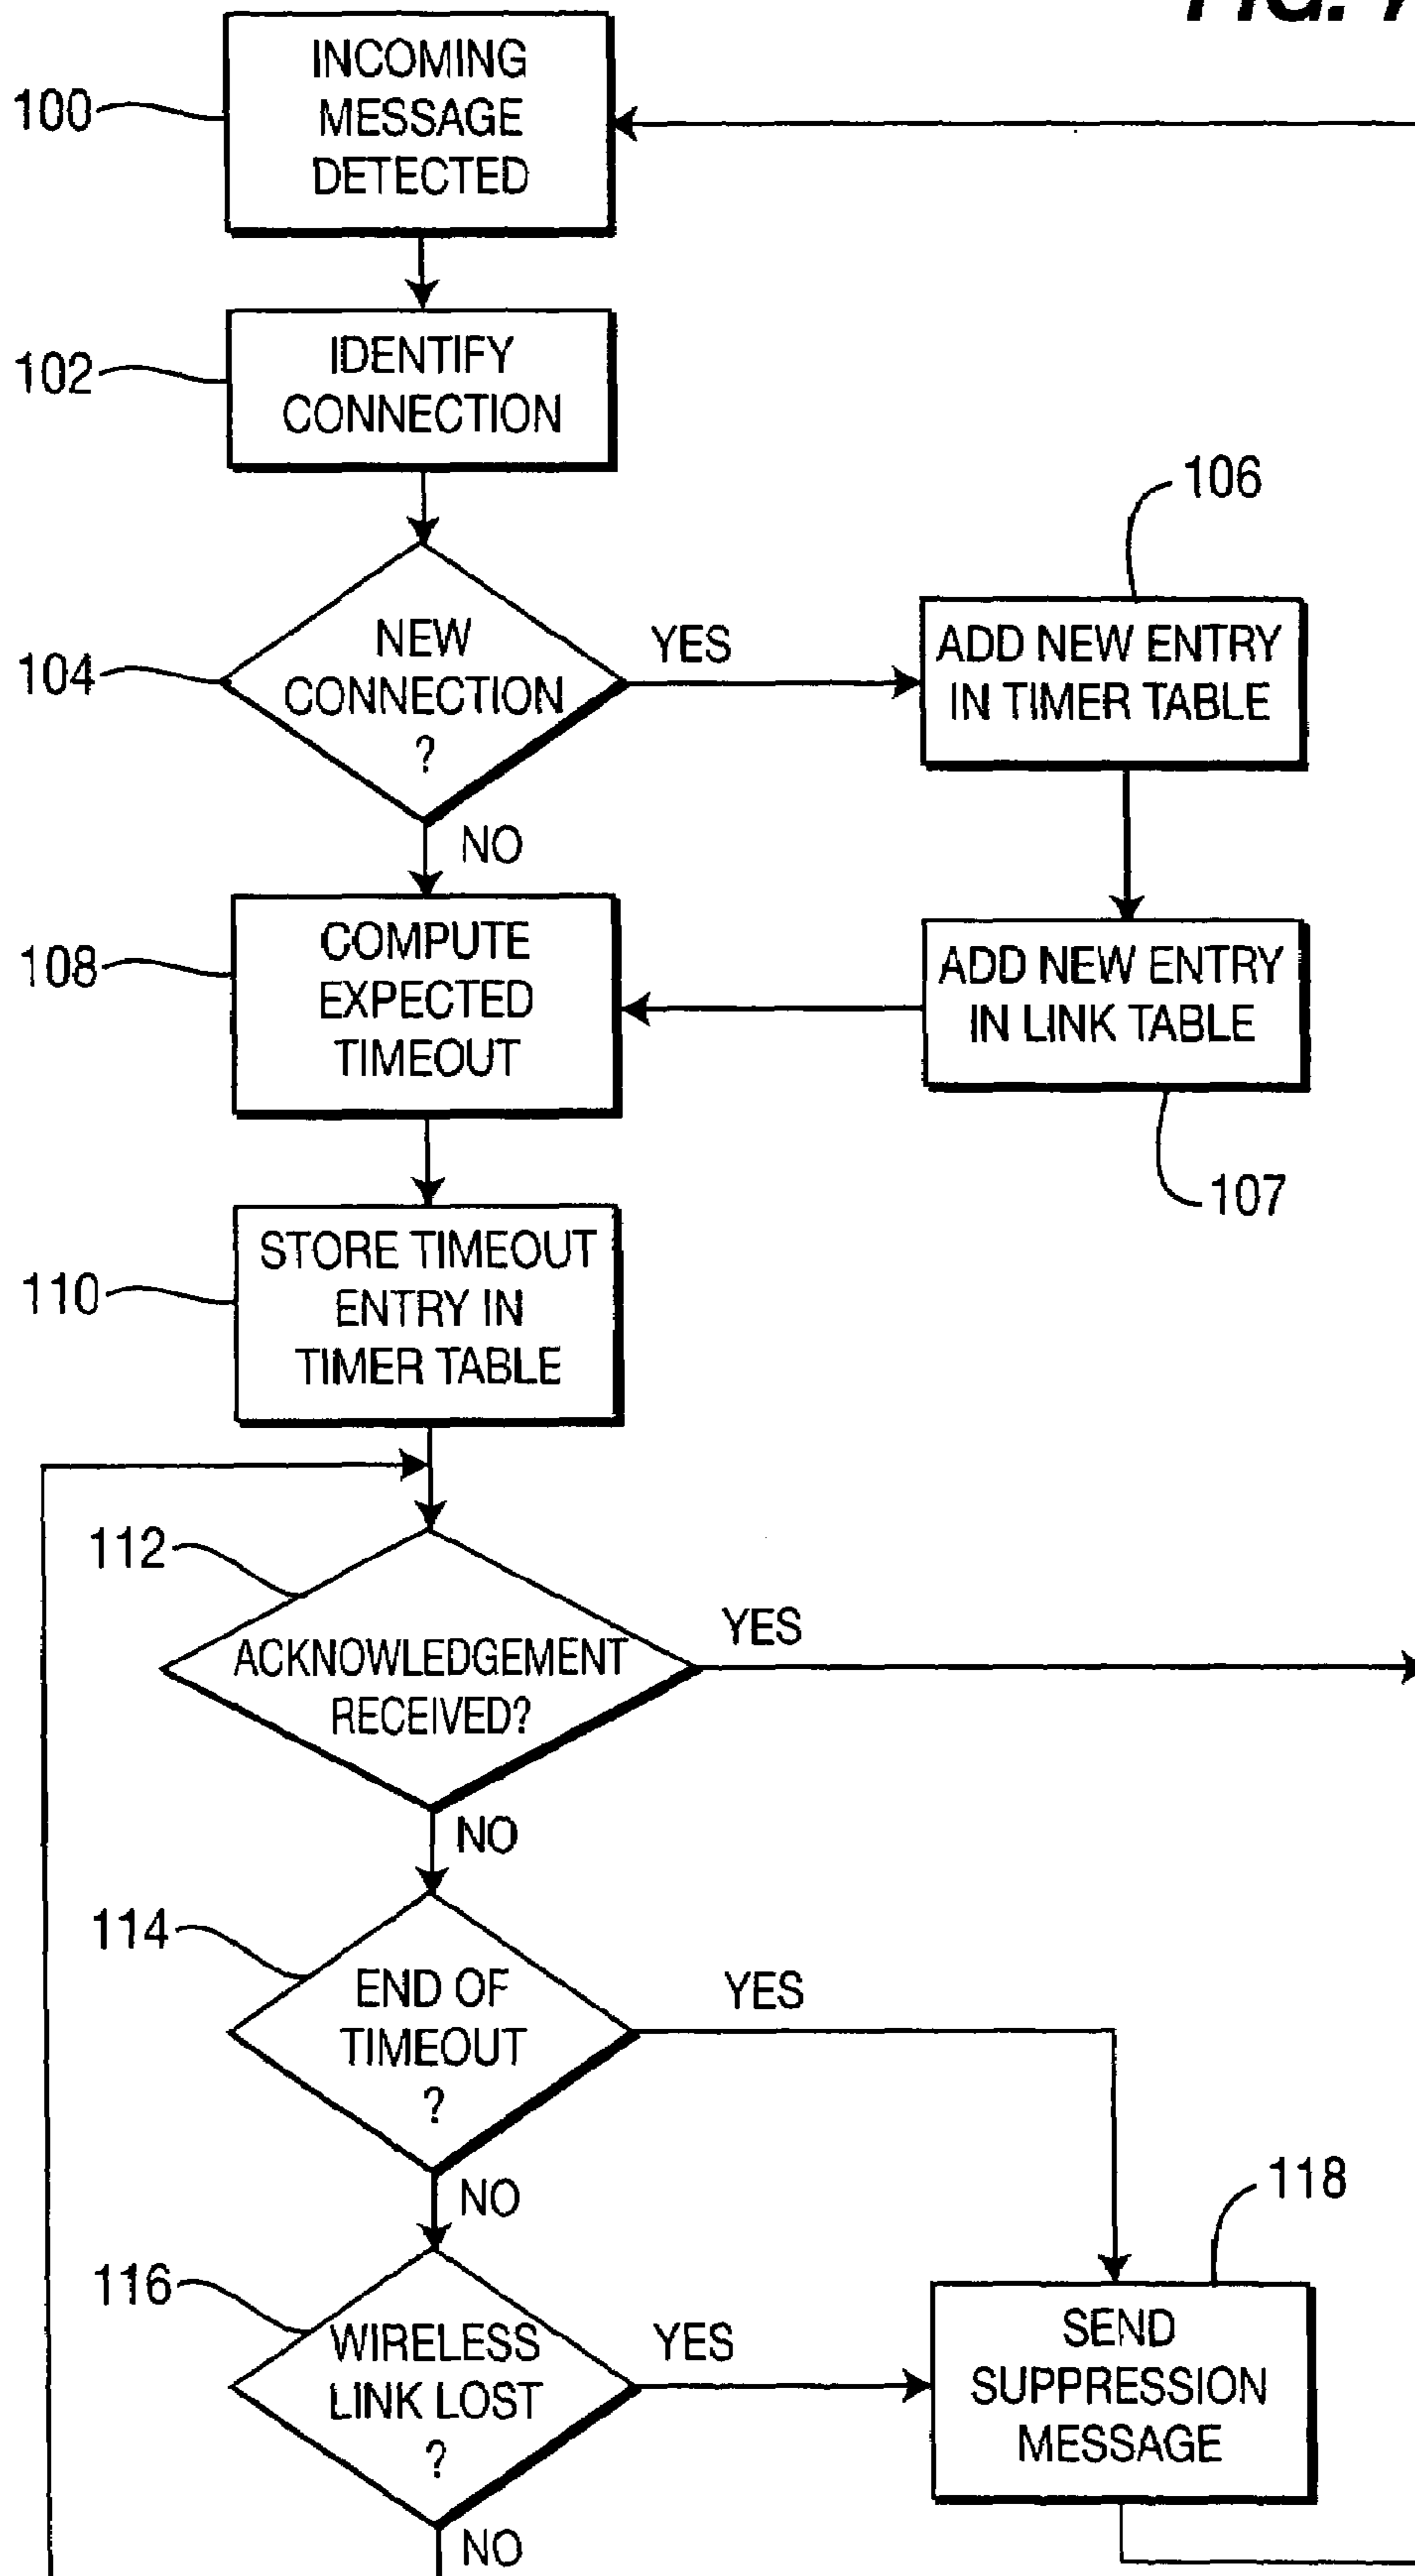 FIG.
100
INCOMING
MESSAGE
DETECTED
102
IDENTIFY
CONNECTION
104
NEW
CONNECTION
?
YES
106
ADD NEW ENTRY
IN TIMER TABLE
NO
108
COMPUTE
EXPECTED
TIMEOUT
ADD NEW ENTRY
IN LINK TABLE
107
110
STORE TIMEOUT
ENTRY IN
TIMER TABLE
112
ACKNOWLEDGEMENT
RECEIVED?
YES
NO
114
END OF
TIMEOUT
?
YES
NO
118
116
WIRELESS
LINK LOST
?
YES
SEND
SUPPRESSION
MESSAGE
NO